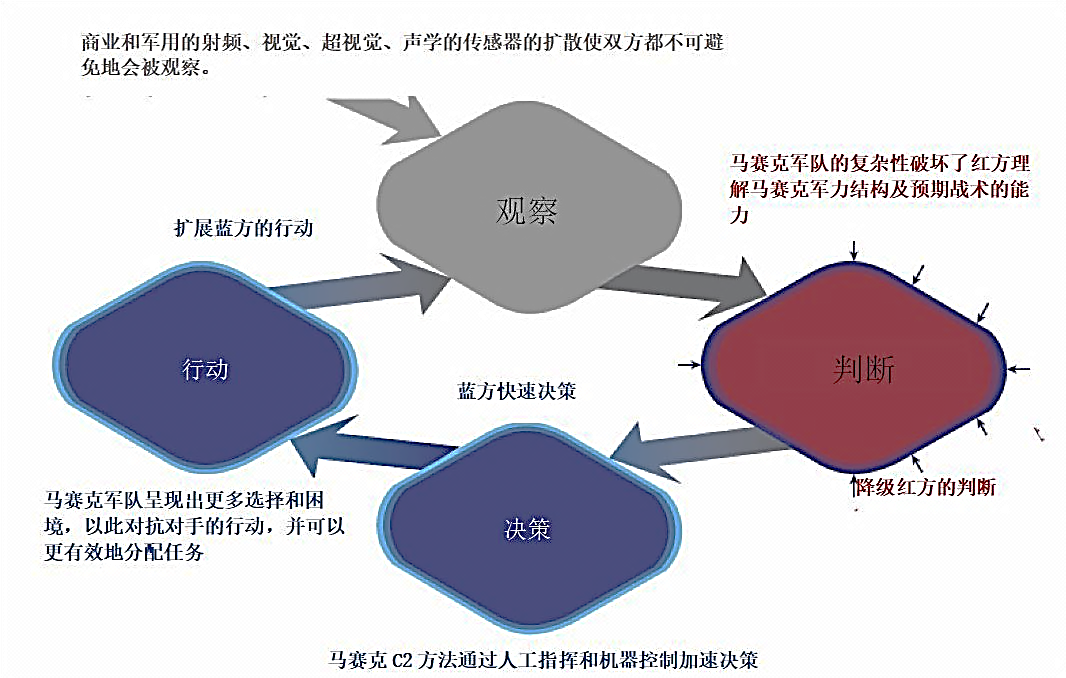 商业和军用的射频、视觉、超视觉、声学的传感器的扩散使双方都不可避
免地会被观察。
观察
马赛克军队的复杂性破坏了红方理
解马赛克军力结构及预期战术的能
力
扩展蓝方的行动
行动
判断
蓝方快速决策
降级红方的判断
马赛克军队呈现出更多选择和困
境，以此对抗对手的行动，并可以
更有效地分配任务
决策
马赛克 C2 方法通过人工指挥和机器控制加速决策